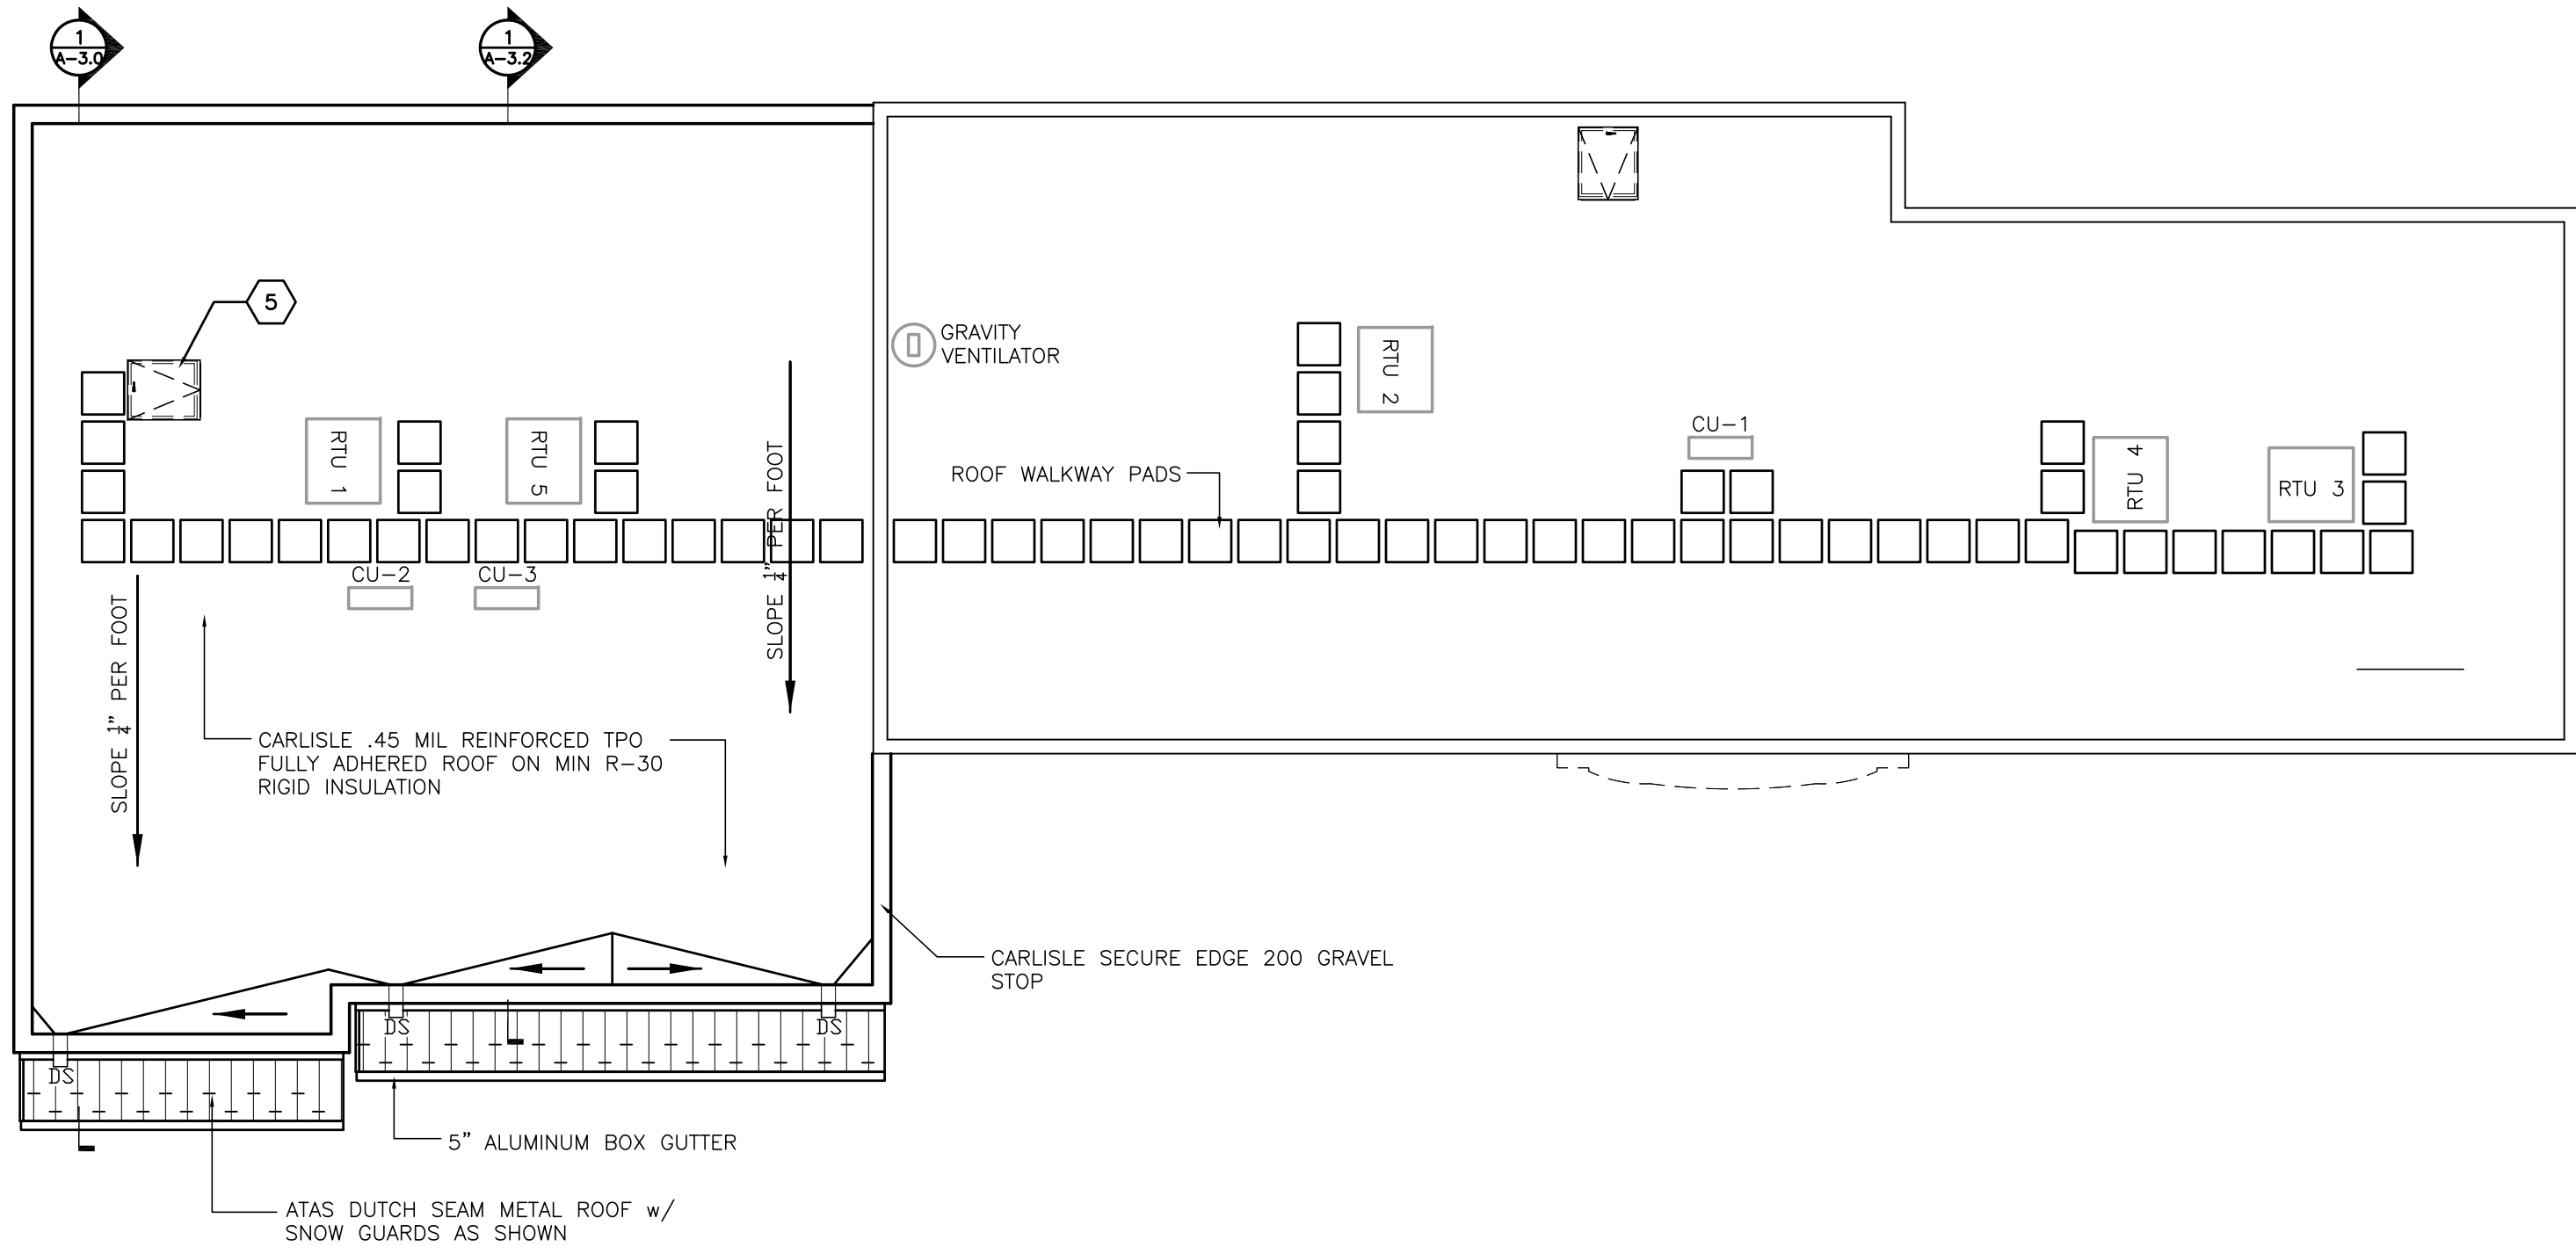 1
A-3.0
1
A-3.2
5
GRAVITY
VENTILATOR
RTU 1
RTU 5
RTU 2
CU-1
RTU 4
RTU 3
ROOF WALKWAY PADS
CU-2
CU-3
SLOPE 1/4" PER FOOT
SLOPE 1/4" PER FOOT
CARLISLE .45 MIL REINFORCED TPO
FULLY ADHERED ROOF ON MIN R-30
RIGID INSULATION
CARLISLE SECURE EDGE 200 GRAVEL
STOP
DS
DS
DS
5" ALUMINUM BOX GUTTER
ATAS DUTCH SEAM METAL ROOF w/
SNOW GUARDS AS SHOWN